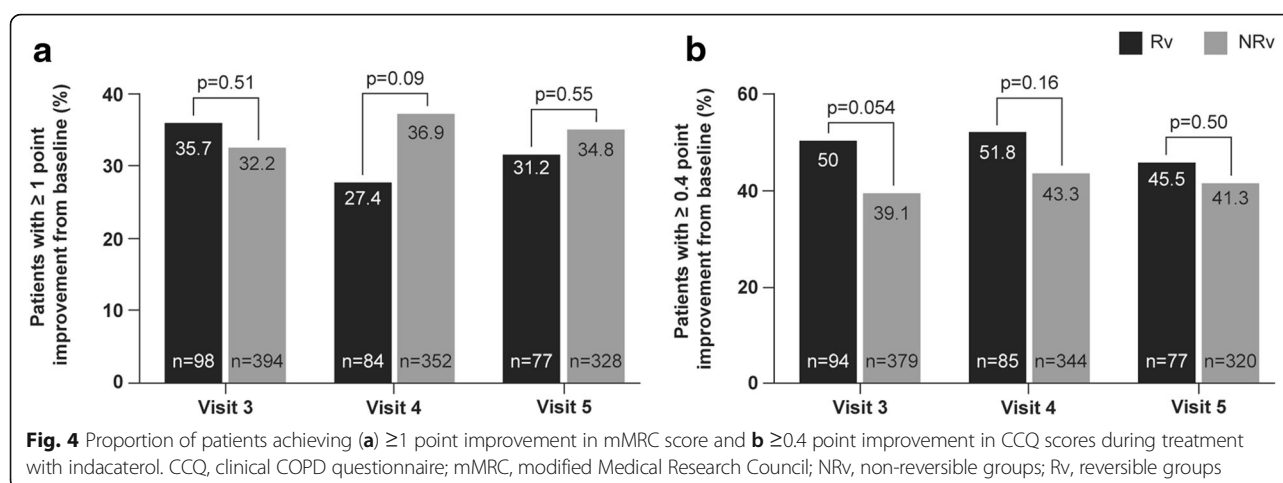 a
Patients with ≥ 1 point
improvement from baseline (%)
40
30
20
10
0
p=0.51
p=0.09
p=0.55
35.7
32.2
27.4
36.9
31.2
34.8
n=98
n=394
n=84
n=352
n=77
n=328
Visit 3
Visit 4
Visit 5
b
Rv
NRv
Patients with ≥ 0.4 point
improvement from baseline (%)
60
40
20
0
p=0.054
p=0.16
p=0.50
50
39.1
51.8
43.3
45.5
41.3
n=94
n=379
n=85
n=344
n=77
n=320
Visit 3
Visit 4
Visit 5
Fig. 4 Proportion of patients achieving (a) ≥1 point improvement in mMRC score and b ≥0.4 point improvement in CCQ scores during treatment
with indacaterol. CCQ, clinical COPD questionnaire; mMRC, modified Medical Research Council; NRv, non-reversible groups; Rv, reversible groups